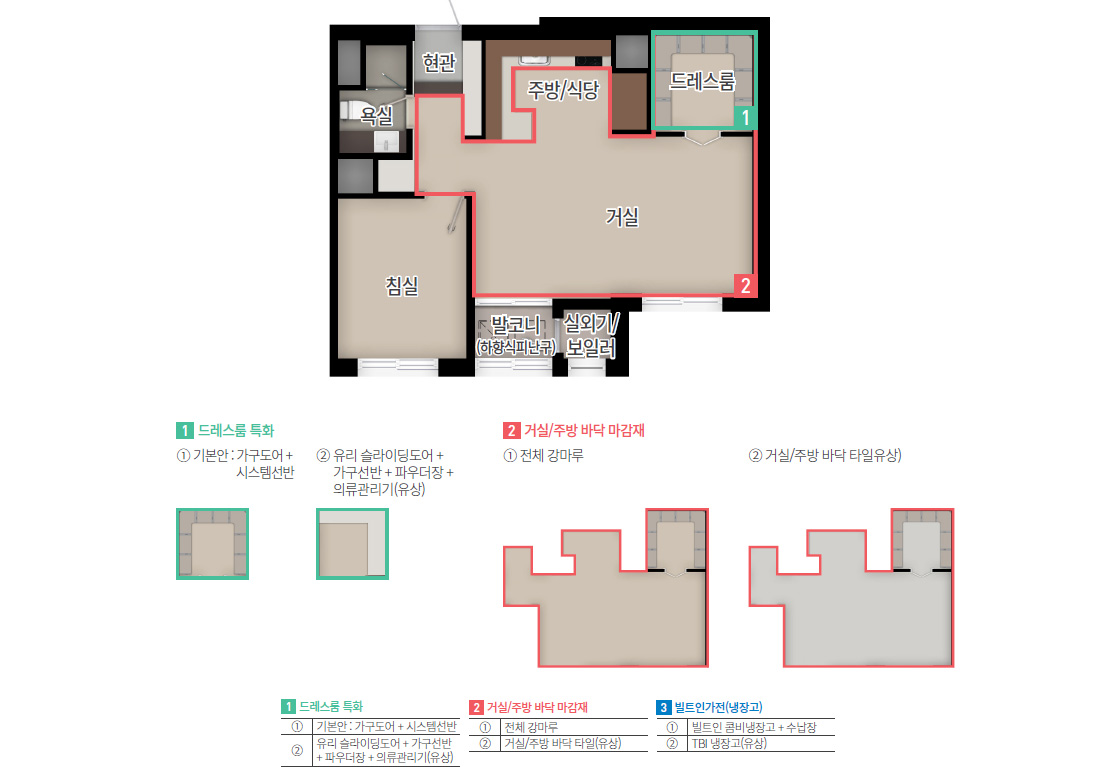 현관
주방/식당
드레스룸
1
욕실
거실
침실
2
발코니
(하향식피난구)
실외기/
보일러
1 드레스룸 특화
① 기본안 : 가구도어 +
시스템선반
② 유리 슬라이딩도어 +
가구선반 + 파우더장 +
의류관리기(유상)
2 거실/주방 바닥 마감재
① 전체 강마루
② 거실/주방 바닥 타일유상)
1 드레스룸 특화
① 기본안 : 가구도어 + 시스템선반
② 유리 슬라이딩도어 + 가구선반
+ 파우더장 + 의류관리기(유상)
2 거실/주방 바닥 마감재
① 전체 강마루
② 거실/주방 바닥 타일(유상)
3 빌트인가전(냉장고)
① 빌트인 콤비냉장고 + 수납장
② TBI 냉장고(유상)